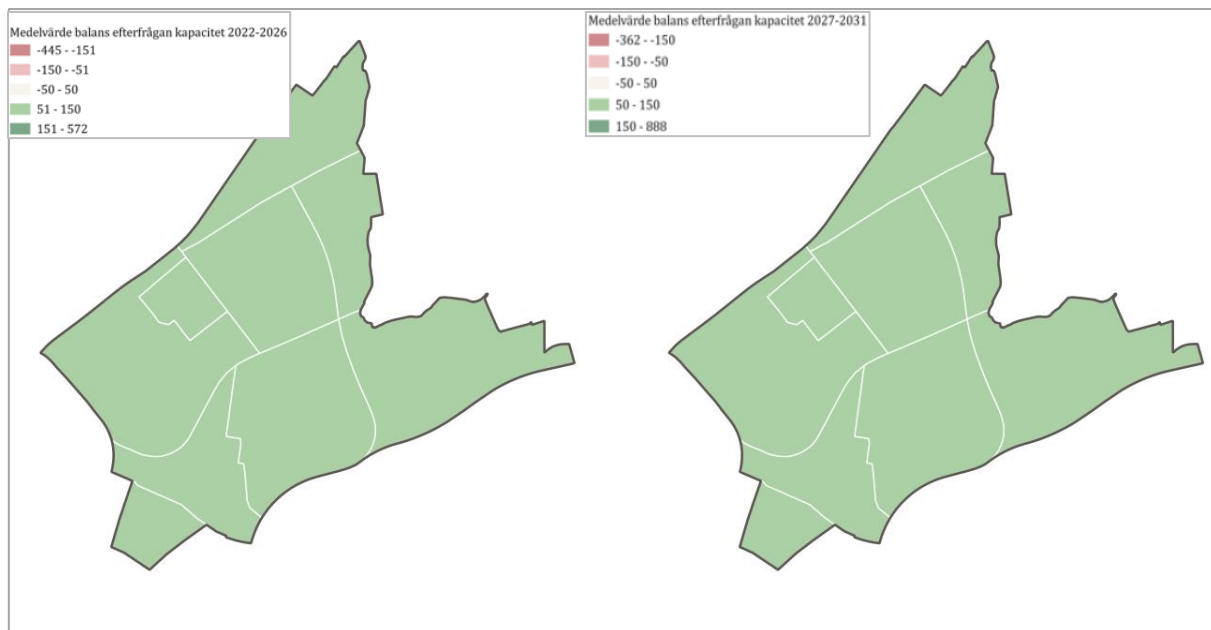 Medelvärde balans efterfrågan kapacitet 2022-2026
-445 - -151
-150 - -51
-50 - 50
51 - 150
151 - 572
Medelvärde balans efterfrågan kapacitet 2027-2031
-362 - -150
-150 - -50
-50 - 50
50 - 150
150 - 888